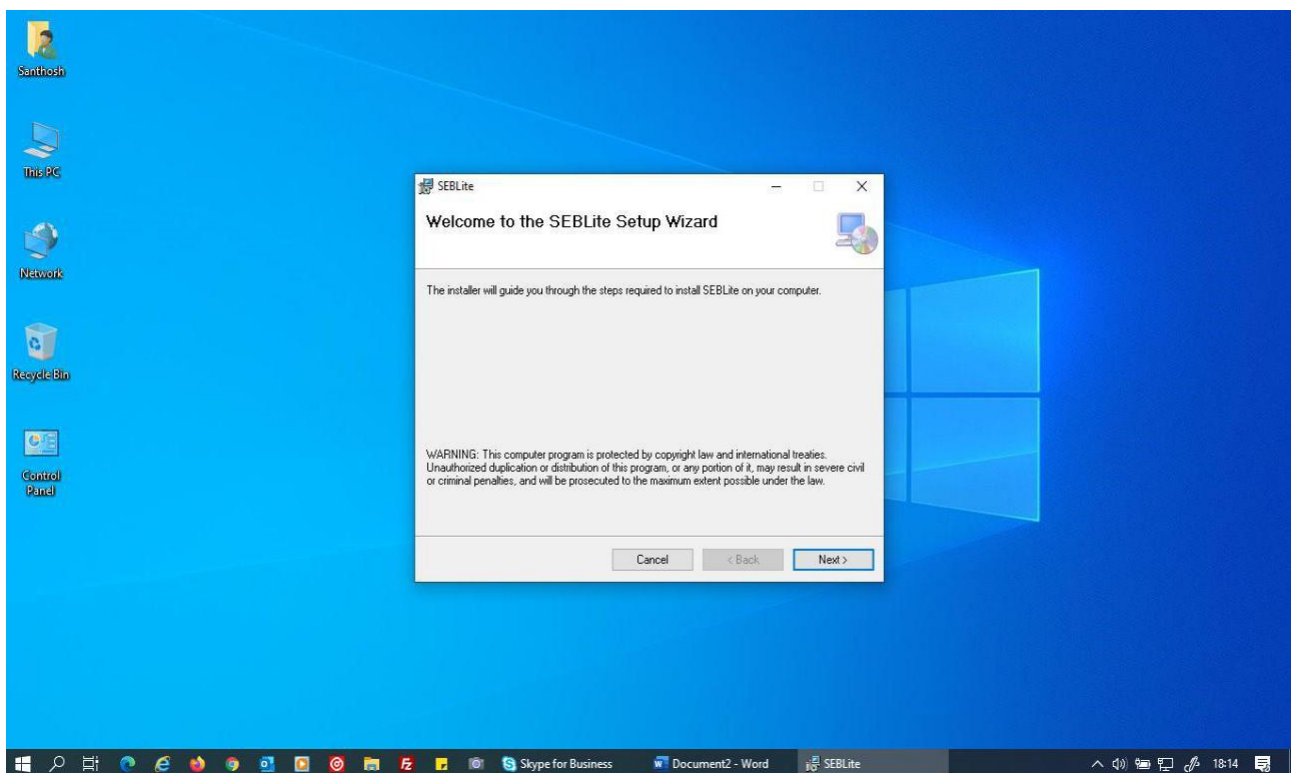 Santhosh
This PC
Network
Recycle Bin
Control
Panel
SEBLite
Welcome to the SEBLite Setup Wizard
The installer will guide you through the steps required to install SEBLite on your computer.
WARNING: This computer program is protected by copyright law and international treaties.
Unauthorized duplication or distribution of this program, or any portion of it, may result in severe civil
or criminal penalties, and will be prosecuted to the maximum extent possible under the law.
Cancel < Back Next >
Skype for Business Document2 - Word SEBLite 18:14